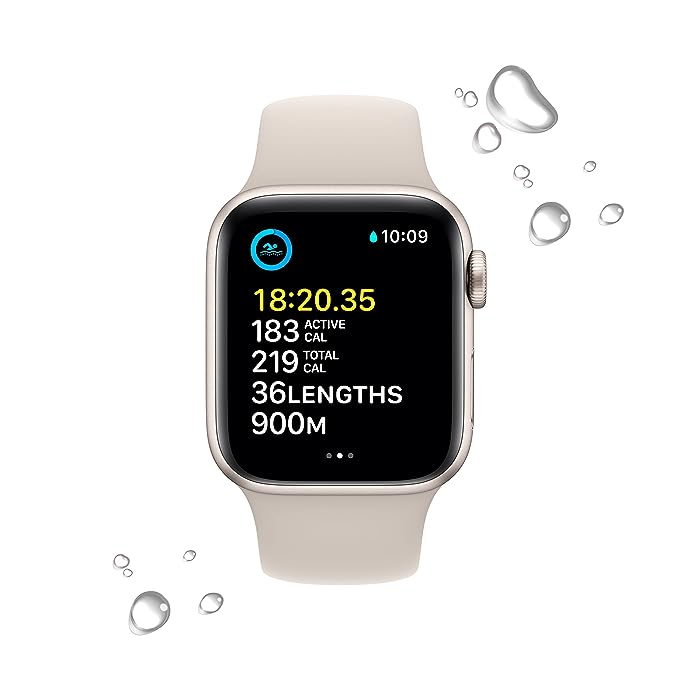 10:09
18:20.35
183 ACTIVE CAL
219 TOTAL CAL
36LENGTHS
900M